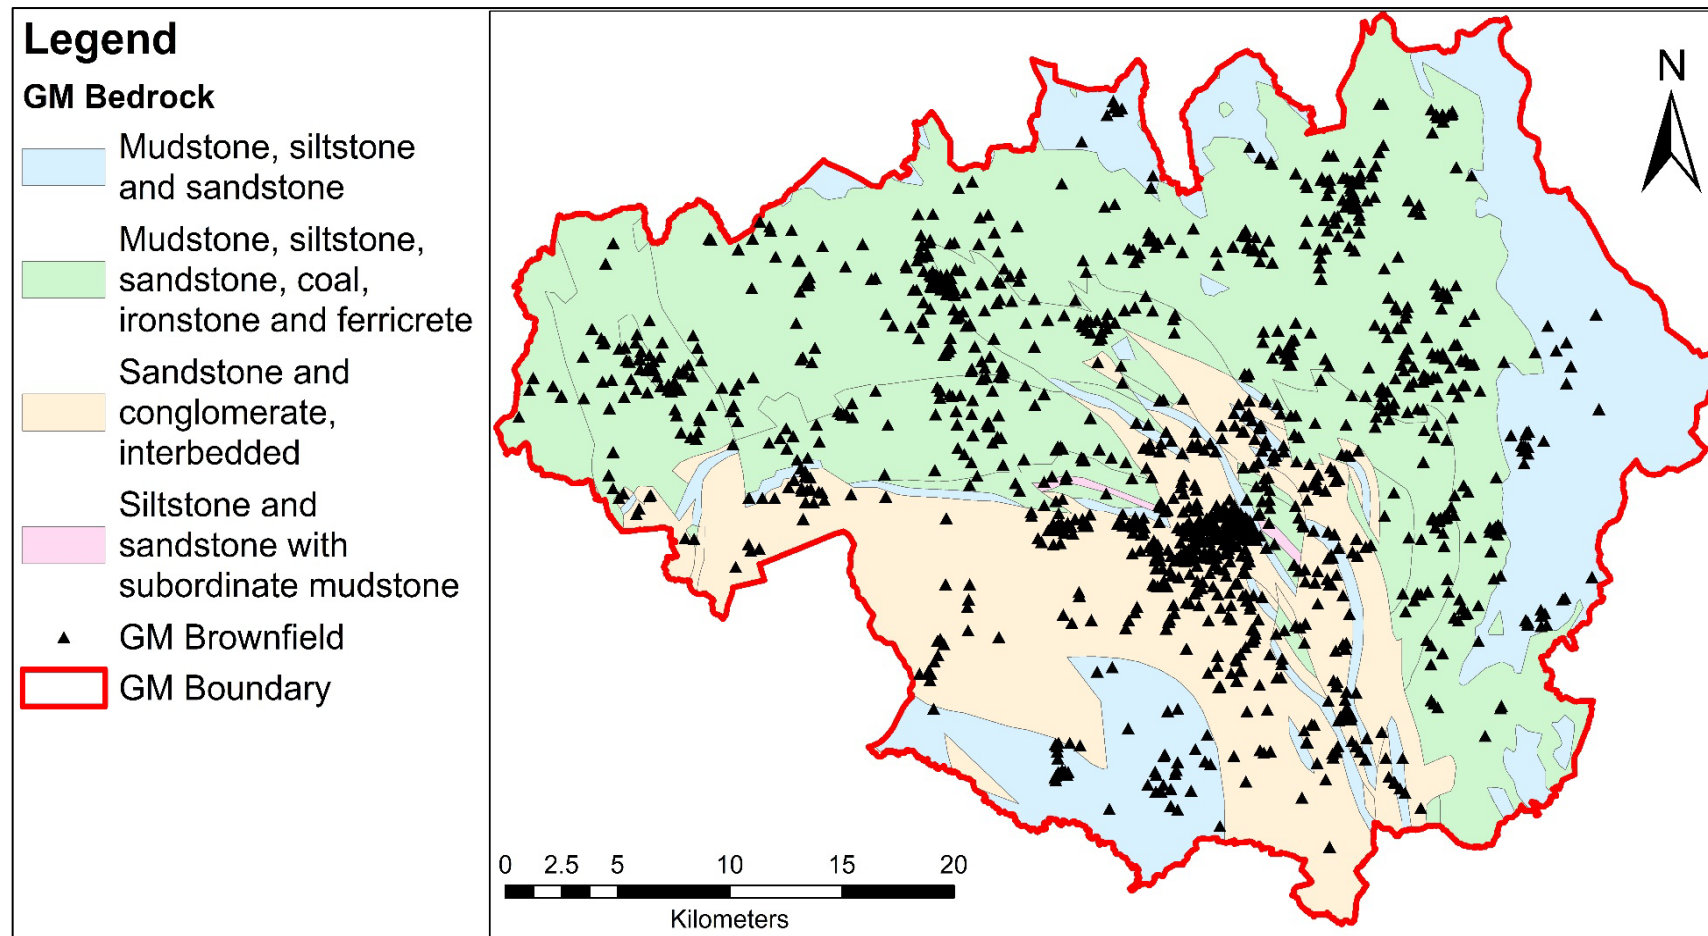 Legend
GM Bedrock
Mudstone, siltstone
and sandstone
Mudstone, siltstone,
sandstone, coal,
ironstone and ferricrete
Sandstone and
conglomerate,
interbedded
Siltstone and
sandstone with
subordinate mudstone
GM Brownfield
GM Boundary
N
0 2.5 5 10 15 20
Kilometers